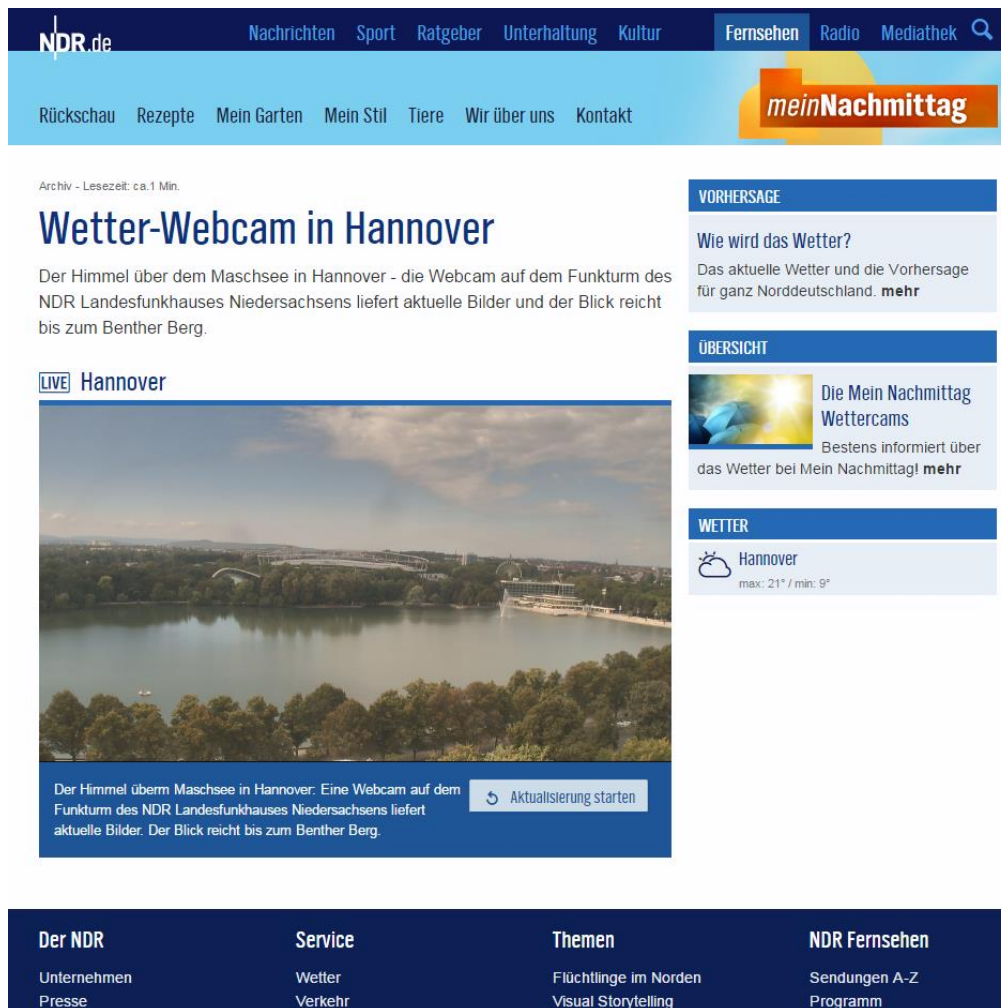 NDR.de
Nachrichten Sport Ratgeber Unterhaltung Kultur Fernsehen Radio Mediathek
Rückschau Rezepte Mein Garten Mein Stil Tiere Wir über uns Kontakt
meinNachmittag
Archiv - Lesezeit: ca.1 Min.
Wetter-Webcam in Hannover
Der Himmel über dem Maschsee in Hannover - die Webcam auf dem Funkturm des
NDR Landesfunkhauses Niedersachsens liefert aktuelle Bilder und der Blick reicht
bis zum Benther Berg.
LIVE Hannover
Der Himmel überm Maschsee in Hannover: Eine Webcam auf dem
Funkturm des NDR Landesfunkhauses Niedersachsens liefert
aktuelle Bilder. Der Blick reicht bis zum Benther Berg.
Aktualisierung starten
VORHERSAGE
Wie wird das Wetter?
Das aktuelle Wetter und die Vorhersage
für ganz Norddeutschland. mehr
ÜBERSICHT
Die Mein Nachmittag
Wettercams
Bestens informiert über
das Wetter bei Mein Nachmittag! mehr
WETTER
Hannover
max: 21° / min: 9°
Der NDR
Unternehmen
Presse
Service
Wetter
Verkehr
Themen
Flüchtlinge im Norden
Visual Storytelling
NDR Fernsehen
Sendungen A-Z
Programm